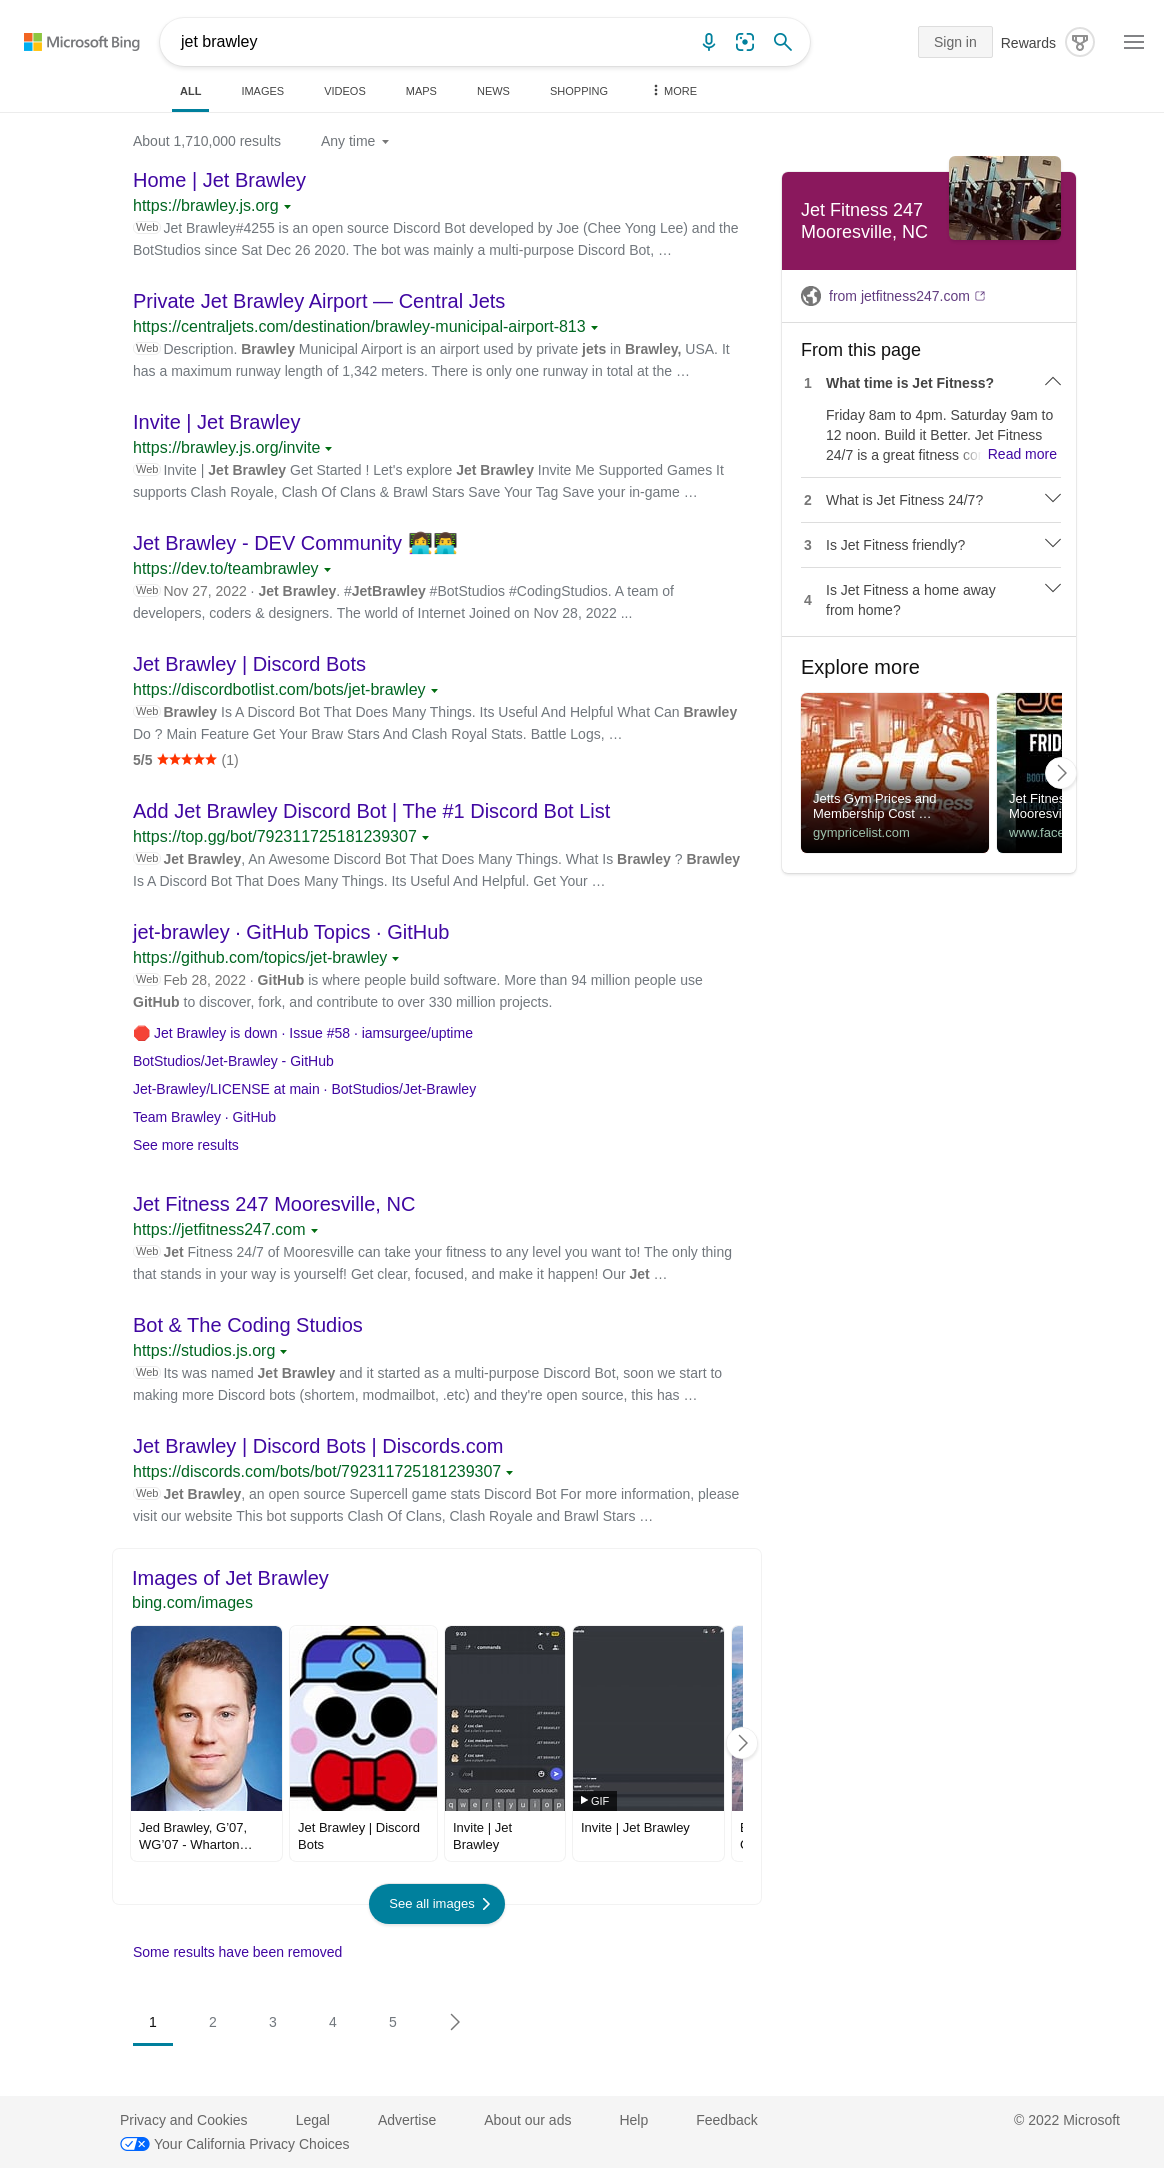 Microsoft Bing
jet brawley
Sign in
Rewards
ALL
IMAGES
VIDEOS
MAPS
NEWS
SHOPPING
MORE
About 1,710,000 results
Any time
Home | Jet Brawley
https://brawley.js.org
Web Jet Brawley#4255 is an open source Discord Bot developed by Joe (Chee Yong Lee) and the
BotStudios since Sat Dec 26 2020. The bot was mainly a multi-purpose Discord Bot, …
Private Jet Brawley Airport — Central Jets
https://centraljets.com/destination/brawley-municipal-airport-813
Web Description. Brawley Municipal Airport is an airport used by private jets in Brawley, USA. It
has a maximum runway length of 1,342 meters. There is only one runway in total at the …
Invite | Jet Brawley
https://brawley.js.org/invite
Web Invite | Jet Brawley Get Started ! Let's explore Jet Brawley Invite Me Supported Games It
supports Clash Royale, Clash Of Clans & Brawl Stars Save Your Tag Save your in-game …
Jet Brawley - DEV Community 👩‍💻👨‍💻
https://dev.to/teambrawley
Web Nov 27, 2022 · Jet Brawley. #JetBrawley #BotStudios #CodingStudios. A team of
developers, coders & designers. The world of Internet Joined on Nov 28, 2022 ...
Jet Brawley | Discord Bots
https://discordbotlist.com/bots/jet-brawley
Web Brawley Is A Discord Bot That Does Many Things. Its Useful And Helpful What Can Brawley
Do ? Main Feature Get Your Braw Stars And Clash Royal Stats. Battle Logs, …
5/5 ★★★★★ (1)
Add Jet Brawley Discord Bot | The #1 Discord Bot List
https://top.gg/bot/792311725181239307
Web Jet Brawley, An Awesome Discord Bot That Does Many Things. What Is Brawley ? Brawley
Is A Discord Bot That Does Many Things. Its Useful And Helpful. Get Your …
jet-brawley · GitHub Topics · GitHub
https://github.com/topics/jet-brawley
Web Feb 28, 2022 · GitHub is where people build software. More than 94 million people use
GitHub to discover, fork, and contribute to over 330 million projects.
🛑 Jet Brawley is down · Issue #58 · iamsurgee/uptime
BotStudios/Jet-Brawley - GitHub
Jet-Brawley/LICENSE at main · BotStudios/Jet-Brawley
Team Brawley · GitHub
See more results
Jet Fitness 247 Mooresville, NC
https://jetfitness247.com
Web Jet Fitness 24/7 of Mooresville can take your fitness to any level you want to! The only thing
that stands in your way is yourself! Get clear, focused, and make it happen! Our Jet …
Bot & The Coding Studios
https://studios.js.org
Web Its was named Jet Brawley and it started as a multi-purpose Discord Bot, soon we start to
making more Discord bots (shortem, modmailbot, .etc) and they're open source, this has …
Jet Brawley | Discord Bots | Discords.com
https://discords.com/bots/bot/792311725181239307
Web Jet Brawley, an open source Supercell game stats Discord Bot For more information, please
visit our website This bot supports Clash Of Clans, Clash Royale and Brawl Stars …
Images of Jet Brawley
bing.com/images
9:03
commands
/ coc profile
/ coc clan
/ coc members
/ coc save
JET BRAWLEY
JET BRAWLEY
JET BRAWLEY
JET BRAWLEY
/coc
"coc"
coconut
cockroach
q w e r t y u i o p
GIF
Jed Brawley, G'07,
WG'07 - Wharton…
Jet Brawley | Discord
Bots
Invite | Jet
Brawley
Invite | Jet Brawley
See all images
Some results have been removed
1
2
3
4
5
Jet Fitness 247
Mooresville, NC
from jetfitness247.com
From this page
1 What time is Jet Fitness?
Friday 8am to 4pm. Saturday 9am to
12 noon. Build it Better. Jet Fitness
24/7 is a great fitness co Read more
2 What is Jet Fitness 24/7?
3 Is Jet Fitness friendly?
4 Is Jet Fitness a home away
from home?
Explore more
jetts
24 hour fitness
Jetts Gym Prices and
Membership Cost …
gympricelist.com
FRID
BOOT
Jet Fitnes
Mooresvi
www.face
Privacy and Cookies
Legal
Advertise
About our ads
Help
Feedback
© 2022 Microsoft
Your California Privacy Choices